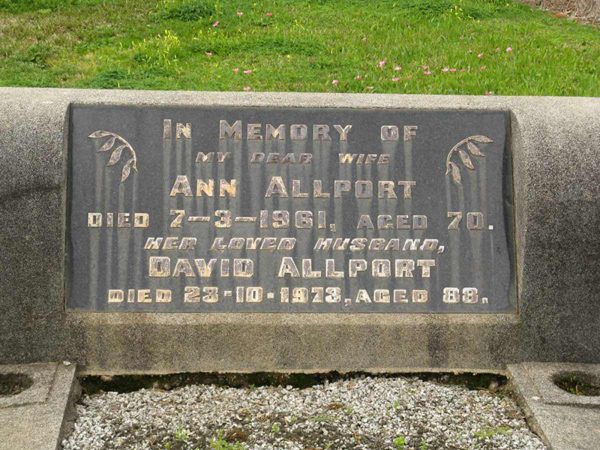 IN MEMORY OF
MY DEAR WIFE
ANN ALLPORT
DIED 7-3-1961, AGED 70.
HER LOVED HUSBAND,
DAVID ALLPORT
DIED 23-10-1973, AGED 88.